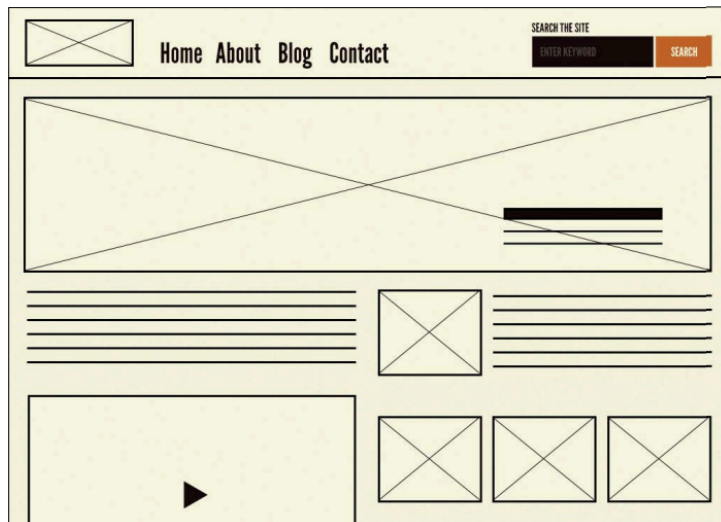 SEARCH THE SITE
Home About Blog Contact
ENTER KEYWORD
SEARCH